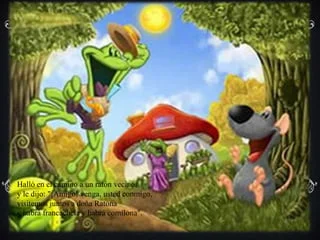 Halló en el camino a un ratón vecino
y le dijo: "¡Amigo! venga, usted conmigo,
visitemos juntos a doña Ratona
y habrá francachela y habrá comilona".